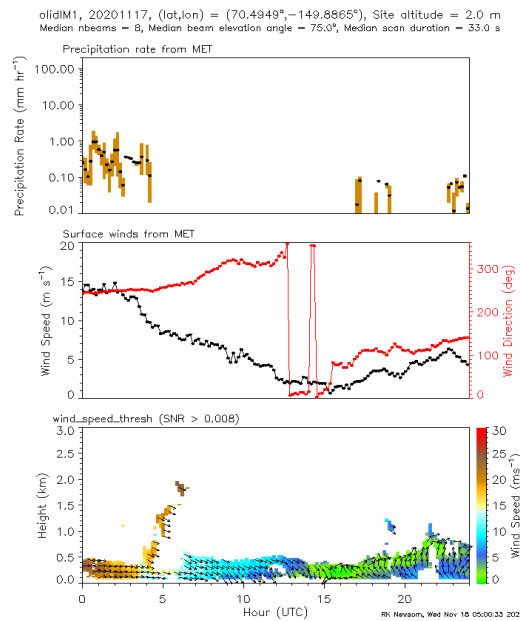 olidlM1, 20201117, (lat,lon) = (70.4949°,-149.8865°), Site altitude = 2.0 m
Median nbeams = 8, Median beam elevation angle = 75.0°, Median scan duration = 33.0 s
Precipitation rate from MET
Precipitation Rate (mm hr⁻¹)
100.00
10.00
1.00
0.10
0.01
Surface winds from MET
Wind Speed (m s⁻¹)
20
15
10
5
0
300
200
100
0
Wind Direction (deg)
wind_speed_thresh (SNR > 0.008)
Height (km)
3.0
2.5
2.0
1.5
1.0
0.5
0.0
0 5 10 15 20
Hour (UTC)
30
25
20
15
10
5
0
Wind Speed (ms⁻¹)
RK Newsom, Wed Nov 18 05:00:33 202